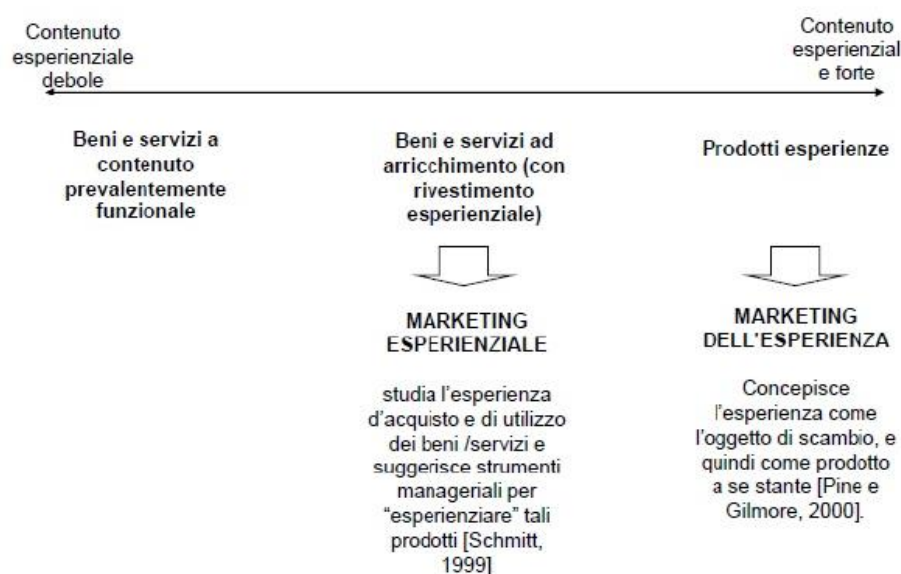 Contenuto
esperienziale
debole
Contenuto
esperienzial
e forte
Beni e servizi a
contenuto
prevalentemente
funzionale
Beni e servizi ad
arricchimento (con
rivestimento
esperienziale)
Prodotti esperienze
MARKETING
ESPERIENZIALE
studia l'esperienza
d'acquisto e di utilizzo
dei beni /servizi e
suggerisce strumenti
manageriali per
"esperienziare" tali
prodotti [Schmitt,
1999]
MARKETING
DELL'ESPERIENZA
Concepisce
l'esperienza come
l'oggetto di scambio, e
quindi come prodotto
a se stante [Pine e
Gilmore, 2000].